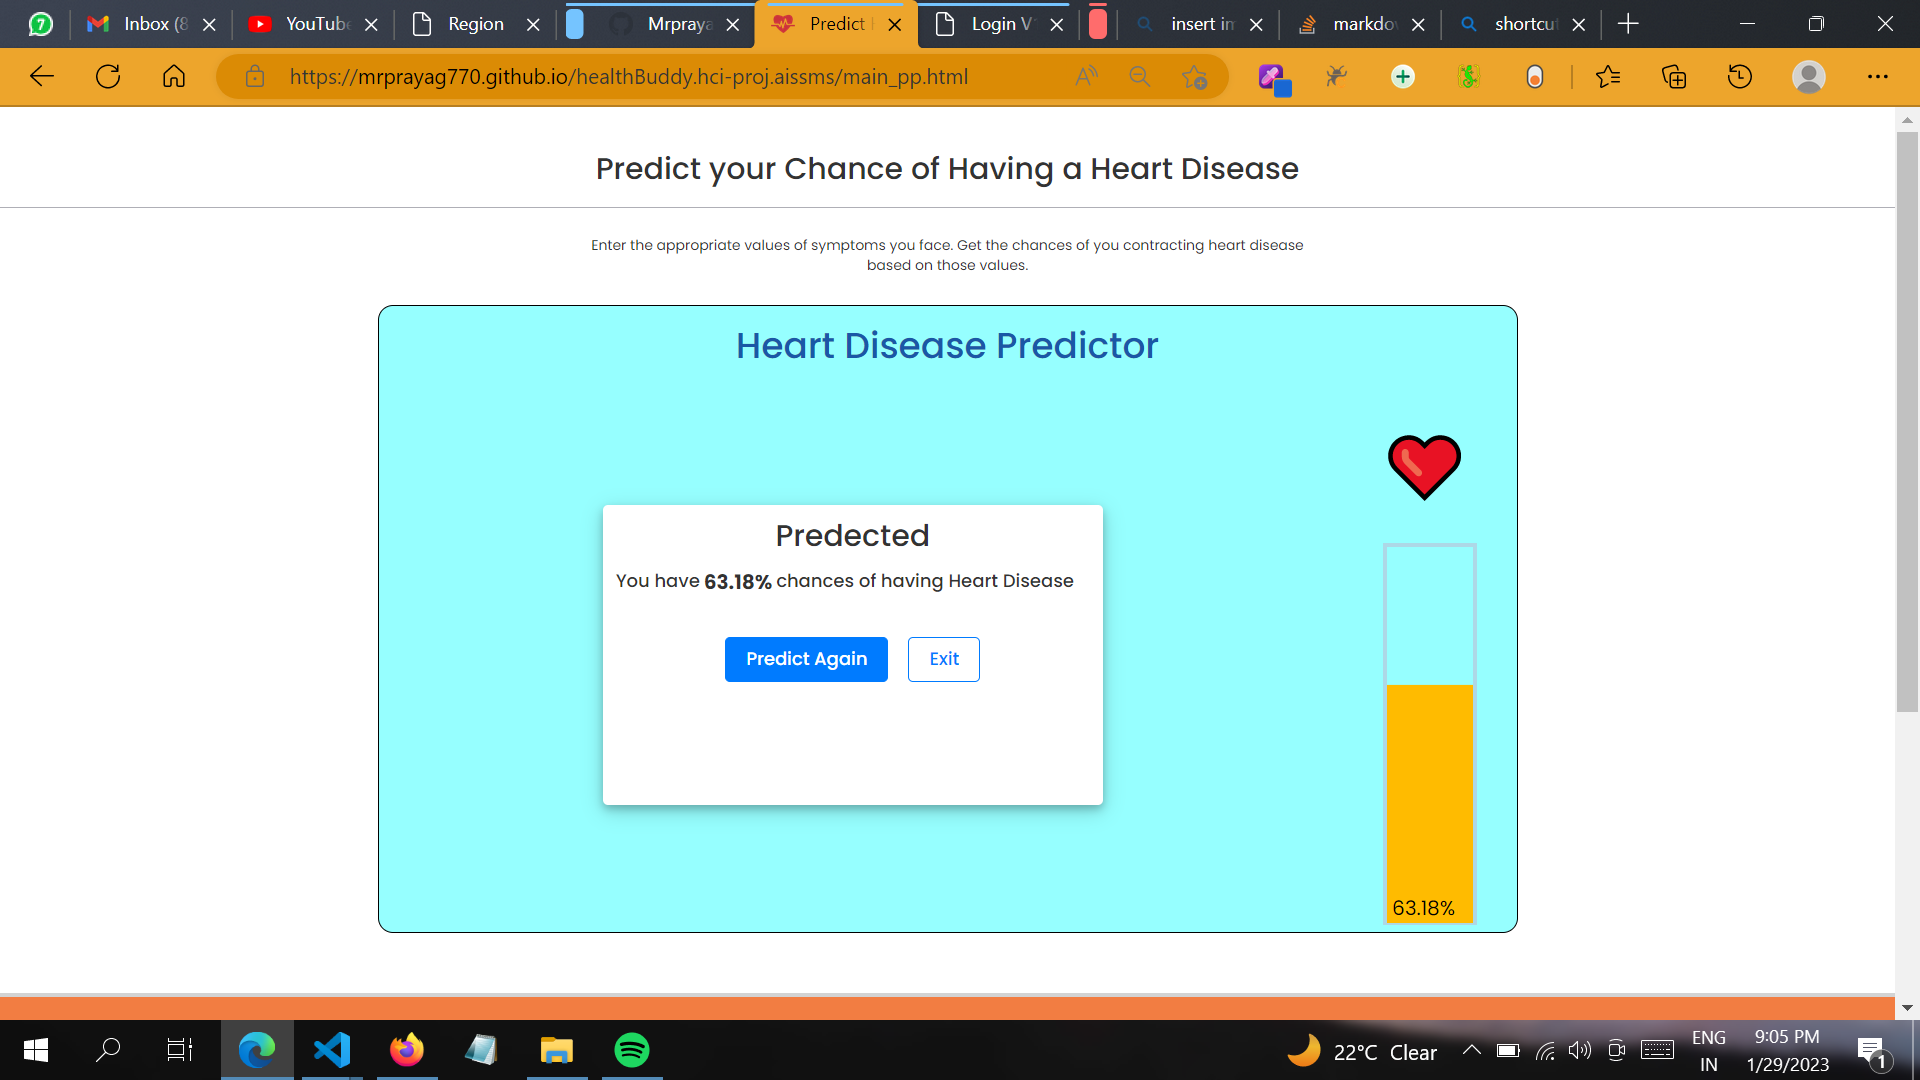 7
Inbox (8
YouTube
Region
Mrpraya
Predict H
Login V
insert im
markdo
shortcut
https://mrprayag770.github.io/healthBuddy.hci-proj.aissms/main_pp.html
Predict your Chance of Having a Heart Disease
Enter the appropriate values of symptoms you face. Get the chances of you contracting heart disease
based on those values.
Heart Disease Predictor
Predected
You have 63.18% chances of having Heart Disease
Predict Again
Exit
63.18%
22°C Clear
ENG
IN
9:05 PM
1/29/2023
1